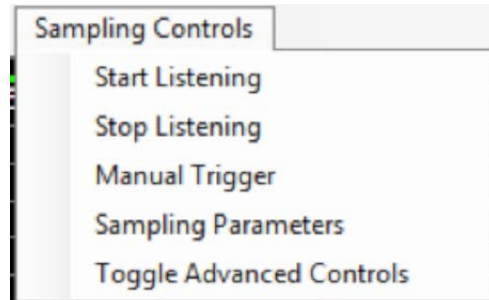 Sampling Controls
Start Listening
Stop Listening
Manual Trigger
Sampling Parameters
Toggle Advanced Controls